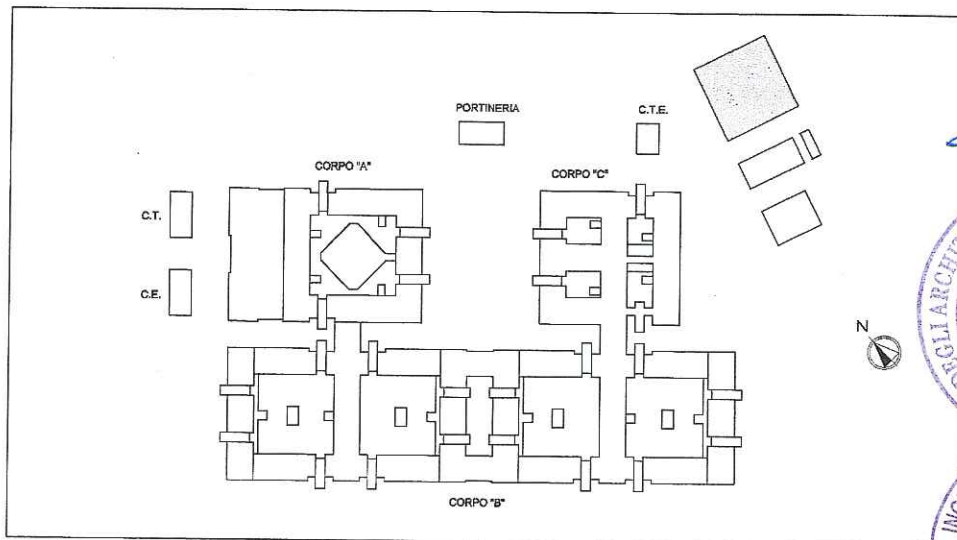 PORTINERIA
C.T.E.
CORPO "A"
CORPO "C"
C.T.
C.E.
N
CORPO "B"